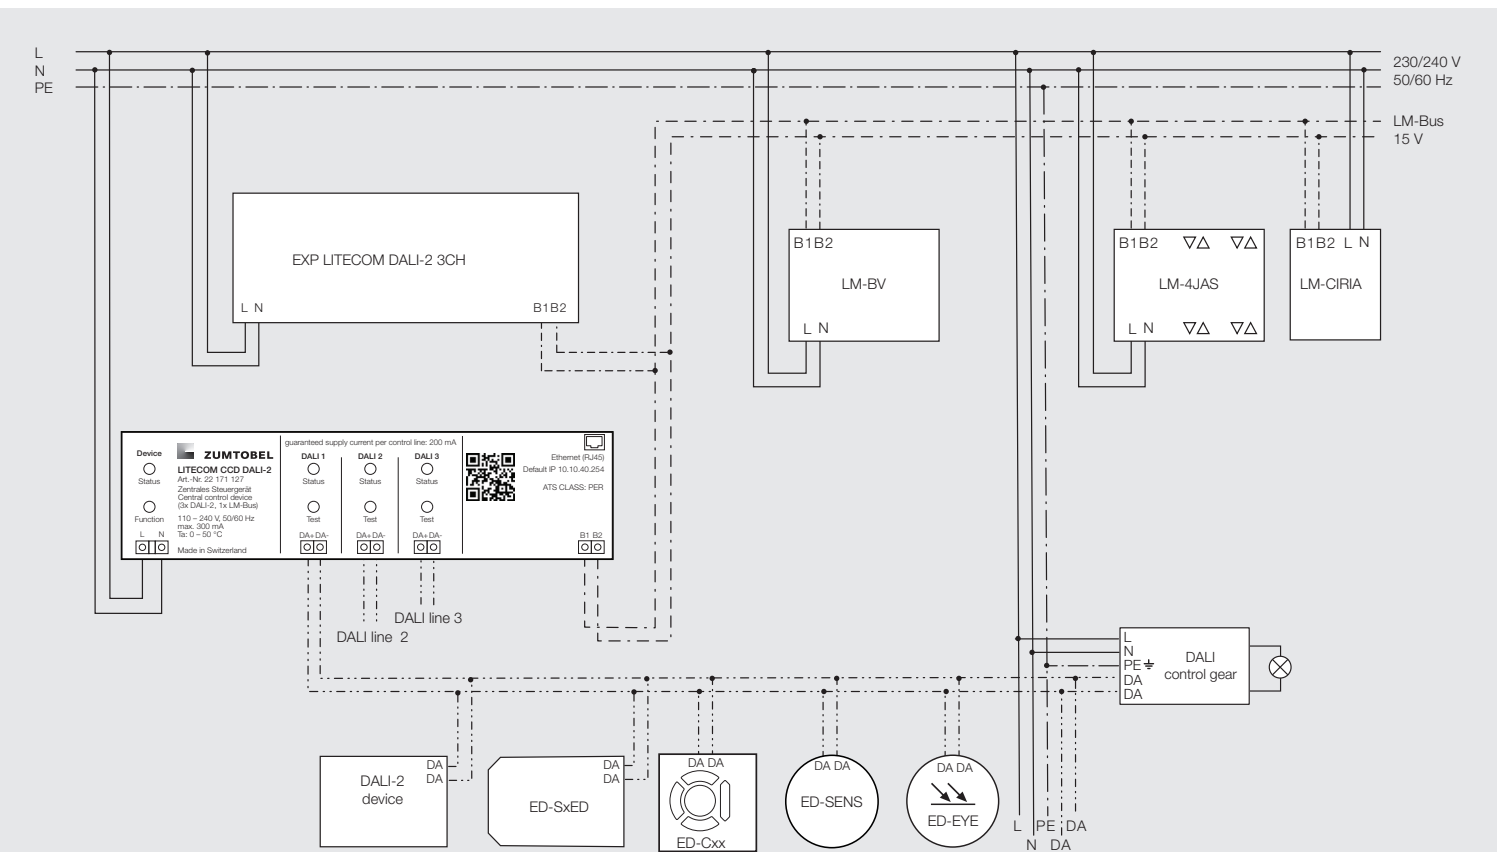 L
N
PE
230/240 V
50/60 Hz
LM-Bus
15 V
EXP LITECOM DALI-2 3CH
L N
B1B2
B1B2
LM-BV
L N
B1B2
LM-4JAS
L N
B1B2 L N
LM-CIRIA
Device
Status
Function
L N
ZUMTOBEL
LITECOM CCD DALI-2
Art.-Nr. 22 171 127
Zentrales Steuergerät
Central control device
(3x DALI-2, 1x LM-Bus)
110 – 240 V, 50/60 Hz
max. 300 mA
Ta: 0 – 50 °C
Made in Switzerland
guaranteed supply current per control line: 200 mA
DALI 1
Status
Test
DA+DA-
DALI 2
Status
Test
DA+DA-
DALI 3
Status
Test
DA+DA-
Ethernet (RJ45)
Default IP 10.10.40.254
ATS CLASS: PER
B1 B2
DALI line 3
DALI line 2
L
N
PE
DA
DA
DALI
control gear
DA
DA
DALI-2
device
DA
DA
ED-SxED
DA DA
ED-Cxx
DA DA
ED-SENS
DA DA
ED-EYE
L PE DA
N DA